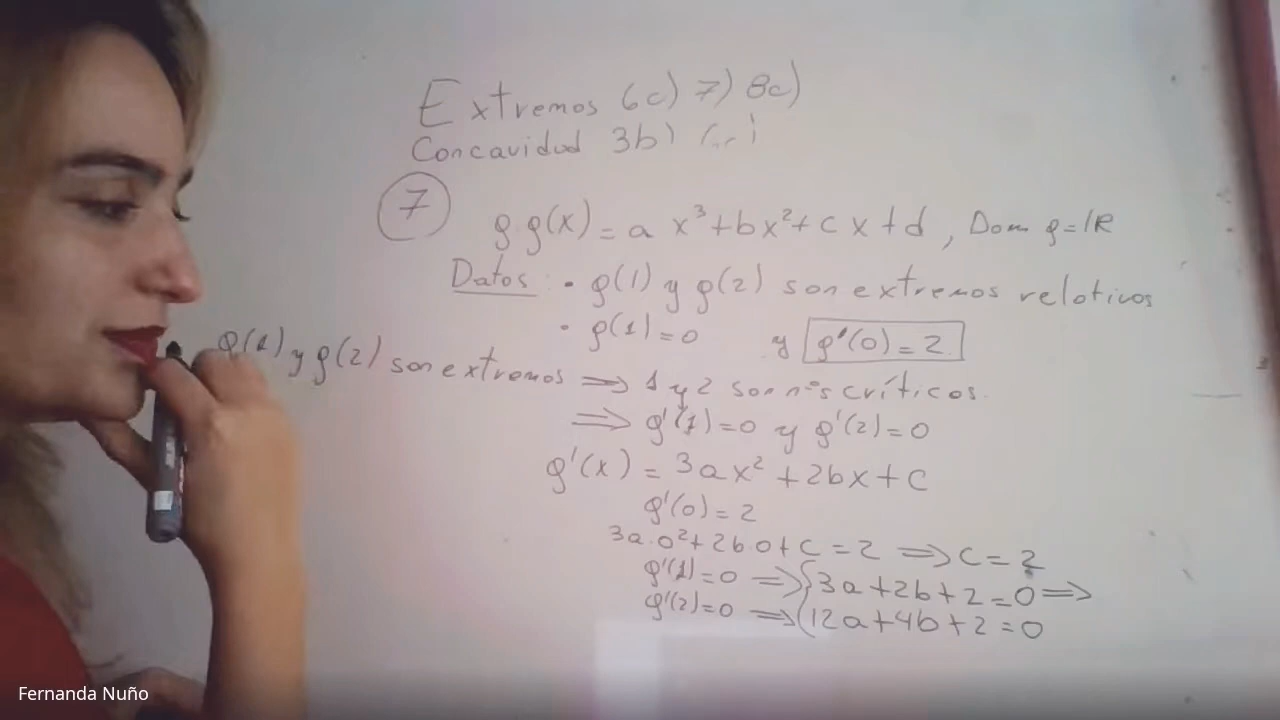 Extremos 6c) 7) 8c)
Concavidad 3b)
7
g: g(x) = a x³ + bx² + c x + d , Dom g = IR
Datos: • g(1) y g(2) son extremos relativos
• g(1) = 0 y g'(0) = 2
g(1) y g(2) son extremos ⟹ 1 y 2 son nºs críticos.
⟹ g'(1) = 0 y g'(2) = 0
g'(x) = 3ax² + 2bx + c
g'(0) = 2
3a.0² + 2b.0 + c = 2 ⟹ c = 2
g'(1) = 0 ⟹ { 3a + 2b + 2 = 0 ⟹
g'(2) = 0 ⟹ { 12a + 4b + 2 = 0
Fernanda Nuño